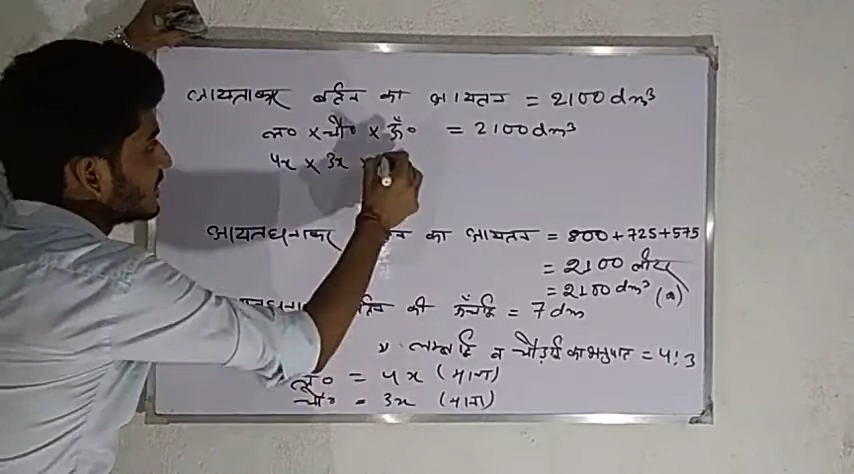 आयताकार बर्तन का आयतन = 2100 dm³
ल० × चौ० × ऊँ० = 2100 dm³
4x × 3x ×
आयतघनाकार का आयतन = 800 + 725 + 575
= 2100 लीटर
= 2100 dm³
की ऊँचाई = 7 dm
लम्बाई व चौड़ाई का अनुपात = 4:3
ल० = 4x (माना)
चौ० = 3x (माना)